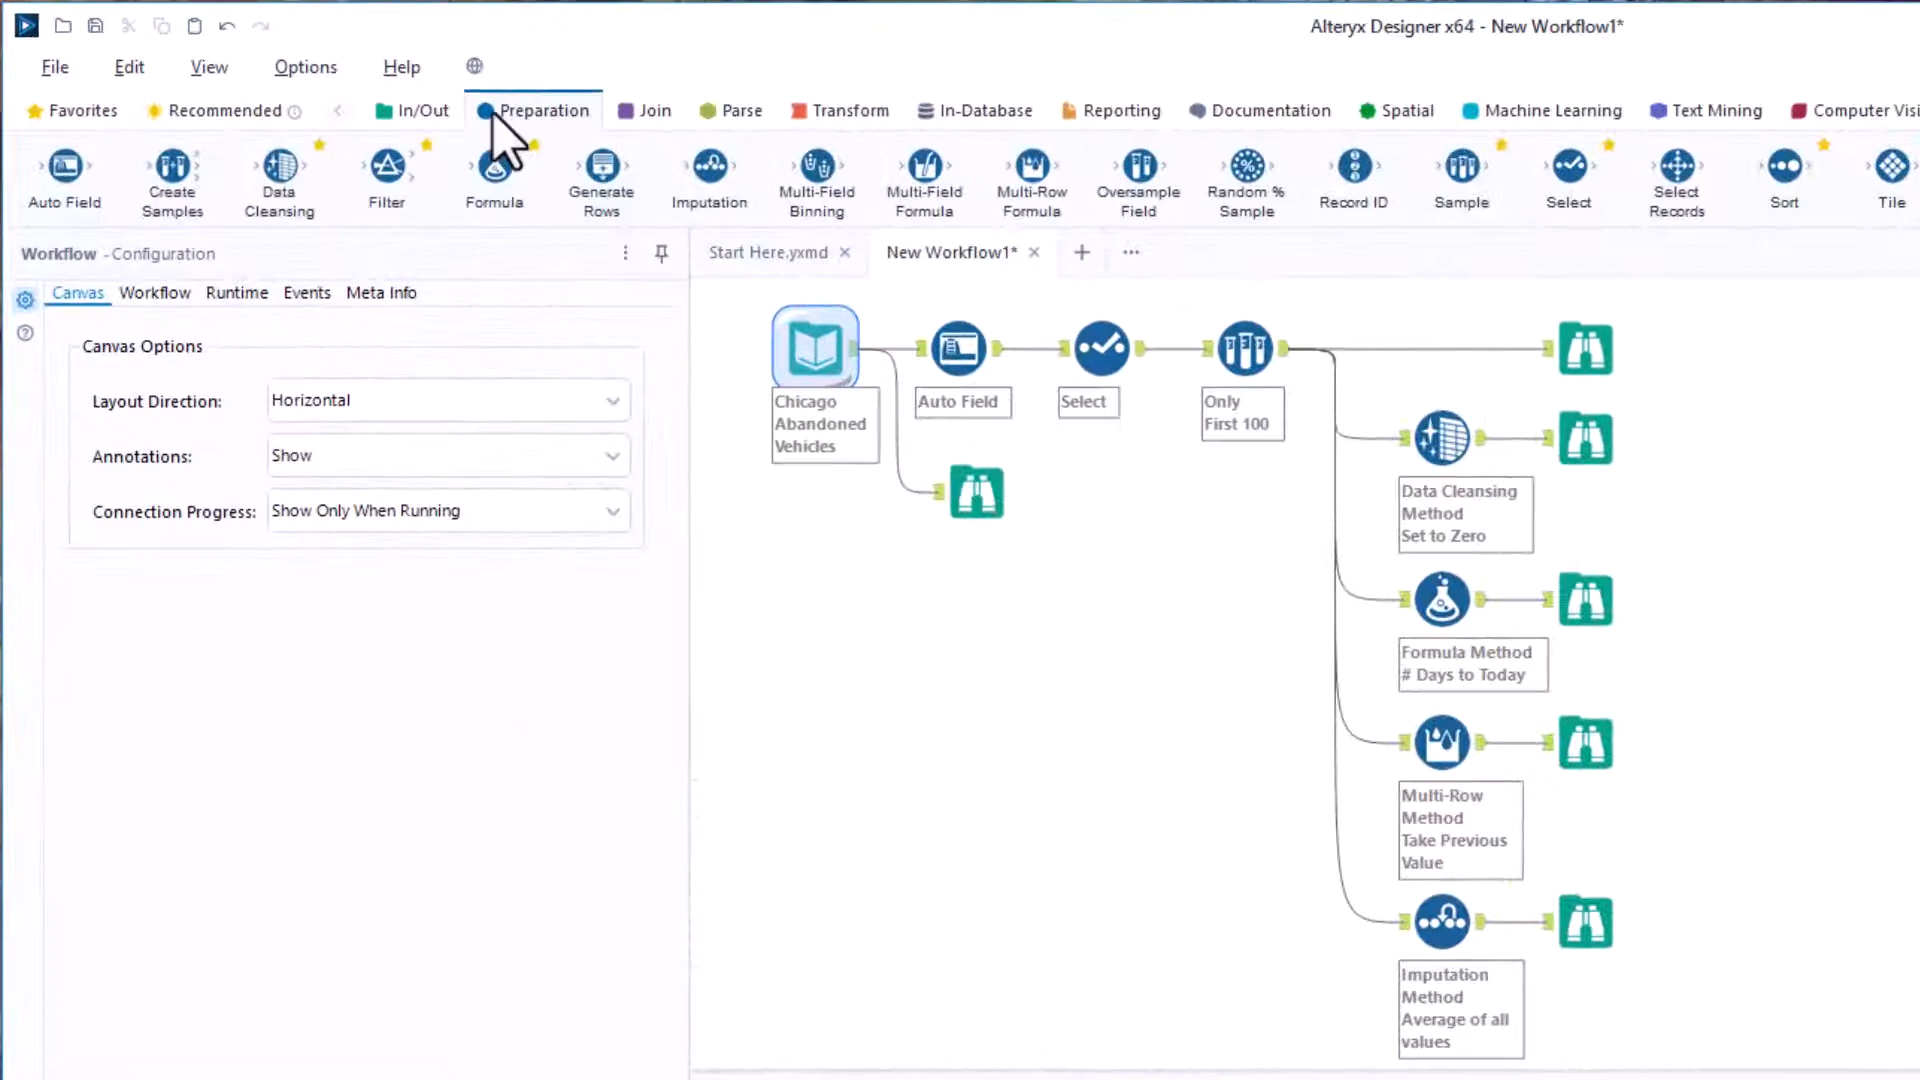 Alteryx Designer x64 - New Workflow1*
File Edit View Options Help
Favorites Recommended In/Out Preparation Join Parse Transform In-Database Reporting Documentation Spatial Machine Learning Text Mining Computer Visi
Auto Field
Create
Samples
Data
Cleansing
Filter
Formula
Generate
Rows
Imputation
Multi-Field
Binning
Multi-Field
Formula
Multi-Row
Formula
Oversample
Field
Random %
Sample
Record ID
Sample
Select
Select
Records
Sort
Tile
Workflow - Configuration
Start Here.yxmd
New Workflow1*
Canvas Workflow Runtime Events Meta Info
Canvas Options
Layout Direction: Horizontal
Annotations: Show
Connection Progress: Show Only When Running
Chicago
Abandoned
Vehicles
Auto Field
Select
Only
First 100
Data Cleansing
Method
Set to Zero
Formula Method
# Days to Today
Multi-Row
Method
Take Previous
Value
Imputation
Method
Average of all
values